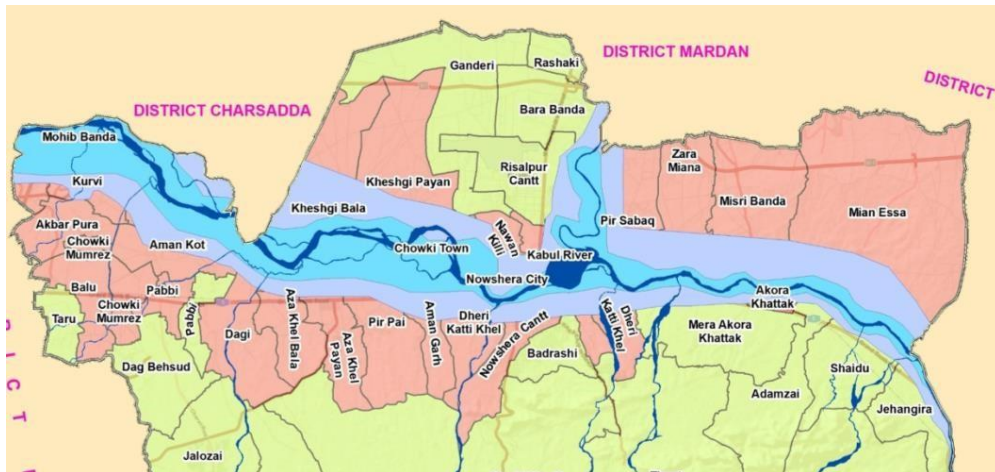 DISTRICT MARDAN
DISTRICT
DISTRICT CHARSADDA
Ganderi
Rashaki
Bara Banda
Mohib Banda
Kurvi
Kheshgi Payan
Risalpur
Cantt
Zara
Miana
Misri Banda
Mian Essa
Kheshgi Bala
Pir Sabaq
Akbar Pura
Chowki
Mumrez
Aman Kot
Chowki Town
Nawan
Kili
Kabul River
Nowshera City
Balu
Pabbi
Chowki
Mumrez
Taru
Pabbi
Dagi
Aza Kheri Bala
Aza Khel
Payan
Pir Pai
Aman Garh
Dheri
Katti Khel
Nowshera Cantt
Badrashi
Dheri
Katti Khel
Akora
Khattak
Mera Akora
Khattak
Dag Behsud
Adamzai
Shaidu
Jehangira
Jalozai